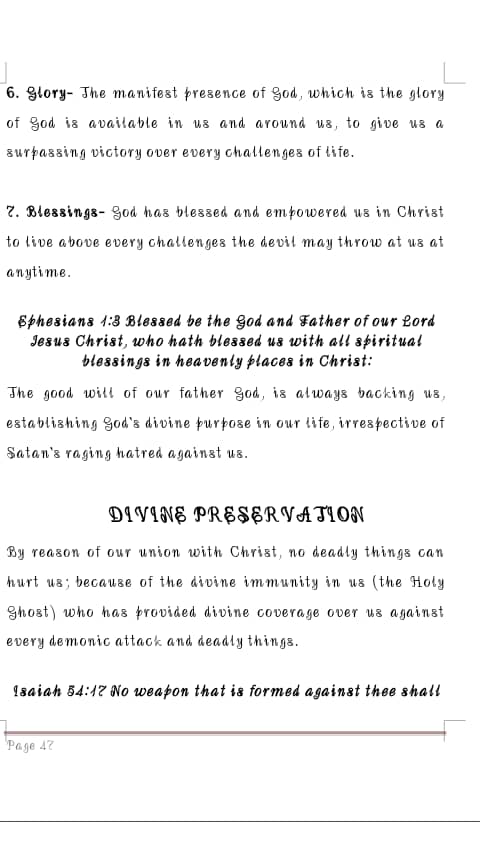 6. Glory- The manifest presence of God, which is the glory
of God is available in us and around us, to give us a
surpassing victory over every challenges of life.
7. Blessings- God has blessed and empowered us in Christ
to live above every challenges the devil may throw at us at
anytime.
Ephesians 1:3 Blessed be the God and Father of our Lord
Jesus Christ, who hath blessed us with all spiritual
blessings in heavenly places in Christ:
The good will of our father God, is always backing us,
establishing God's divine purpose in our life, irrespective of
Satan's raging hatred against us.
DIVINE PRESERVATION
By reason of our union with Christ, no deadly things can
hurt us; because of the divine immunity in us (the Holy
Ghost) who has provided divine coverage over us against
every demonic attack and deadly things.
Isaiah 54:17 No weapon that is formed against thee shall
Page 47